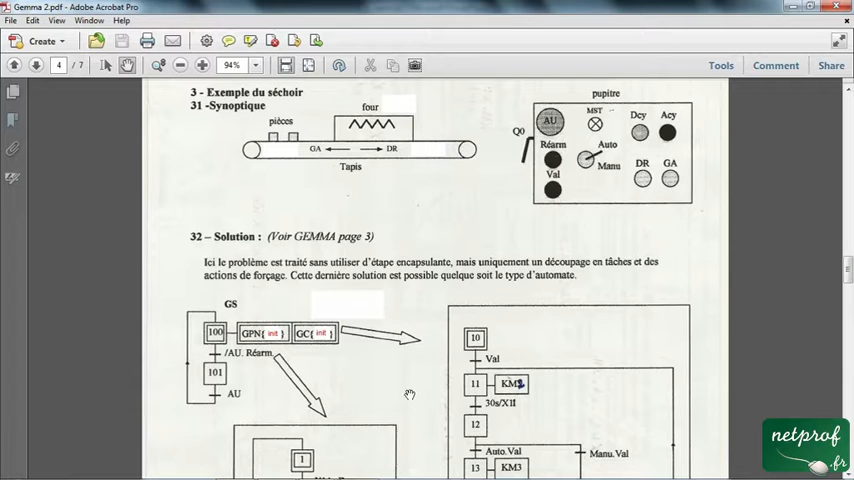 Gemma 2.pdf - Adobe Acrobat Pro
File Edit View Window Help
Create
4 / 7
94%
Tools Comment Share
3 - Exemple du séchoir
31 -Synoptique
pièces
four
GA
DR
Tapis
pupitre
AU
MST
Dcy
Acy
Q0
Réarm
Auto
Val
Manu
DR
GA
32 – Solution : (Voir GEMMA page 3)
Ici le problème est traité sans utiliser d'étape encapsulante, mais uniquement un découpage en tâches et des
actions de forçage. Cette dernière solution est possible quelque soit le type d'automate.
GS
100
GPN{ init }
GC{ init }
/AU. Réarm
101
AU
1
10
Val
11
KM2
30s/X11
12
Auto.Val
Manu.Val
13
KM3
netprof
.fr